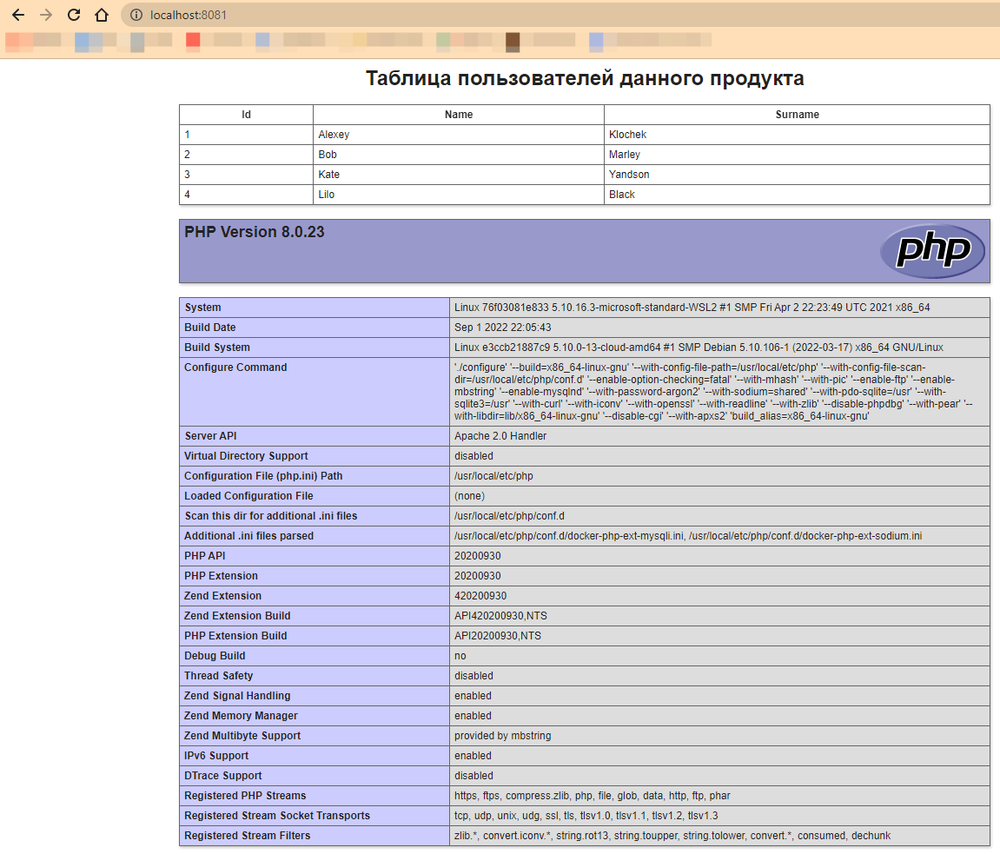 localhost:8081
Таблица пользователей данного продукта
Id Name Surname
1 Alexey Klochek
2 Bob Marley
3 Kate Yandson
4 Lilo Black
PHP Version 8.0.23
php
System Linux 76f03081e833 5.10.16.3-microsoft-standard-WSL2 #1 SMP Fri Apr 2 22:23:49 UTC 2021 x86_64
Build Date Sep 1 2022 22:05:43
Build System Linux e3ccb21887c9 5.10.0-13-cloud-amd64 #1 SMP Debian 5.10.106-1 (2022-03-17) x86_64 GNU/Linux
Configure Command './configure' '--build=x86_64-linux-gnu' '--with-config-file-path=/usr/local/etc/php' '--with-config-file-scan-
dir=/usr/local/etc/php/conf.d' '--enable-option-checking=fatal' '--with-mhash' '--with-pic' '--enable-ftp' '--enable-
mbstring' '--enable-mysqlnd' '--with-password-argon2' '--with-sodium=shared' '--with-pdo-sqlite=/usr' '--with-
sqlite3=/usr' '--with-curl' '--with-iconv' '--with-openssl' '--with-readline' '--with-zlib' '--disable-phpdbg' '--with-pear' '--
with-libdir=lib/x86_64-linux-gnu' '--disable-cgi' '--with-apxs2' 'build_alias=x86_64-linux-gnu'
Server API Apache 2.0 Handler
Virtual Directory Support disabled
Configuration File (php.ini) Path /usr/local/etc/php
Loaded Configuration File (none)
Scan this dir for additional .ini files /usr/local/etc/php/conf.d
Additional .ini files parsed /usr/local/etc/php/conf.d/docker-php-ext-mysqli.ini, /usr/local/etc/php/conf.d/docker-php-ext-sodium.ini
PHP API 20200930
PHP Extension 20200930
Zend Extension 420200930
Zend Extension Build API420200930,NTS
PHP Extension Build API20200930,NTS
Debug Build no
Thread Safety disabled
Zend Signal Handling enabled
Zend Memory Manager enabled
Zend Multibyte Support provided by mbstring
IPv6 Support enabled
DTrace Support disabled
Registered PHP Streams https, ftps, compress.zlib, php, file, glob, data, http, ftp, phar
Registered Stream Socket Transports tcp, udp, unix, udg, ssl, tls, tlsv1.0, tlsv1.1, tlsv1.2, tlsv1.3
Registered Stream Filters zlib.*, convert.iconv.*, string.rot13, string.toupper, string.tolower, convert.*, consumed, dechunk